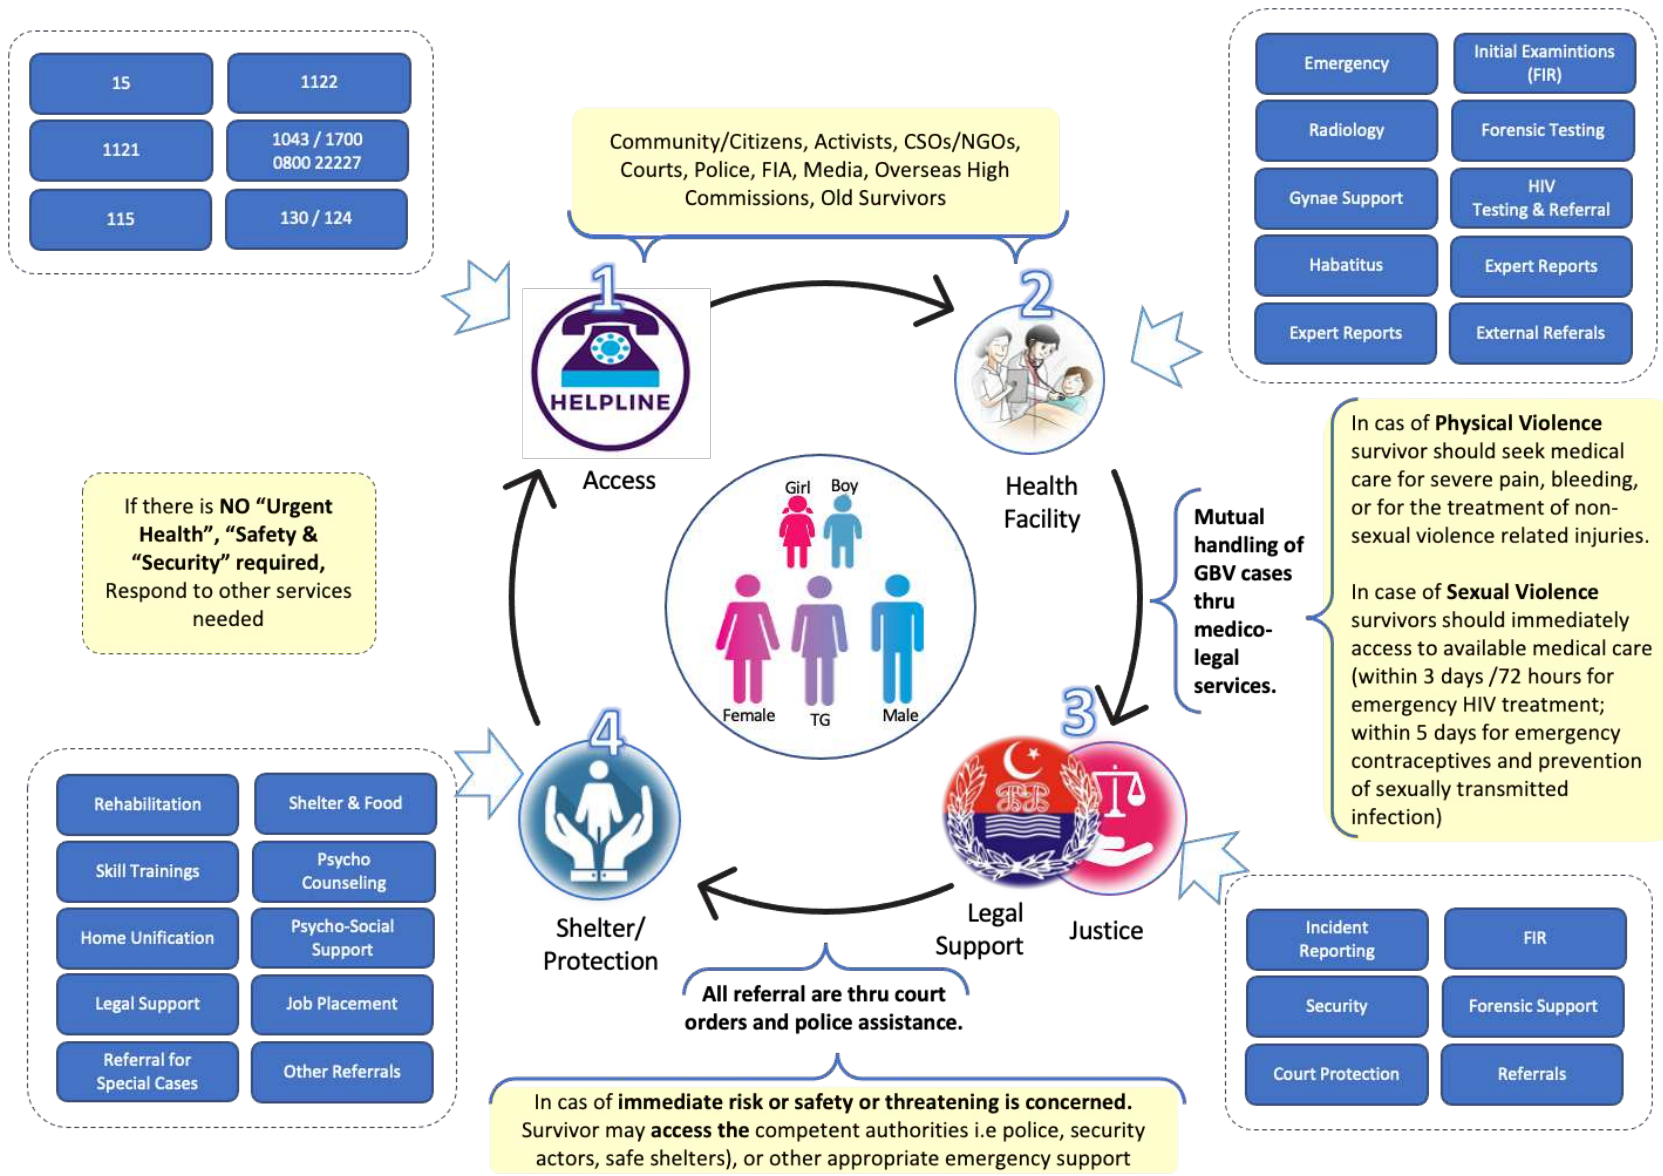 15
1122
1121
1043 / 1700
0800 22227
115
130 / 124
Community/Citizens, Activists, CSOs/NGOs,
Courts, Police, FIA, Media, Overseas High
Commissions, Old Survivors
Emergency
Initial Examintions
(FIR)
Radiology
Forensic Testing
Gynae Support
HIV
Testing & Referral
Habatitus
Expert Reports
Expert Reports
External Referals
1
HELPLINE
Access
2
Health
Facility
If there is NO “Urgent
Health”, “Safety &
“Security” required,
Respond to other services
needed
Girl
Boy
Female
TG
Male
Mutual
handling of
GBV cases
thru
medico-
legal
services.
In cas of Physical Violence
survivor should seek medical
care for severe pain, bleeding,
or for the treatment of non-
sexual violence related injuries.
In case of Sexual Violence
survivors should immediately
access to available medical care
(within 3 days /72 hours for
emergency HIV treatment;
within 5 days for emergency
contraceptives and prevention
of sexually transmitted
infection)
3
Legal
Support
Justice
4
Shelter/
Protection
Rehabilitation
Shelter & Food
Skill Trainings
Psycho
Counseling
Home Unification
Psycho-Social
Support
Legal Support
Job Placement
Referral for
Special Cases
Other Referrals
All referral are thru court
orders and police assistance.
Incident
Reporting
FIR
Security
Forensic Support
Court Protection
Referrals
In cas of immediate risk or safety or threatening is concerned.
Survivor may access the competent authorities i.e police, security
actors, safe shelters), or other appropriate emergency support